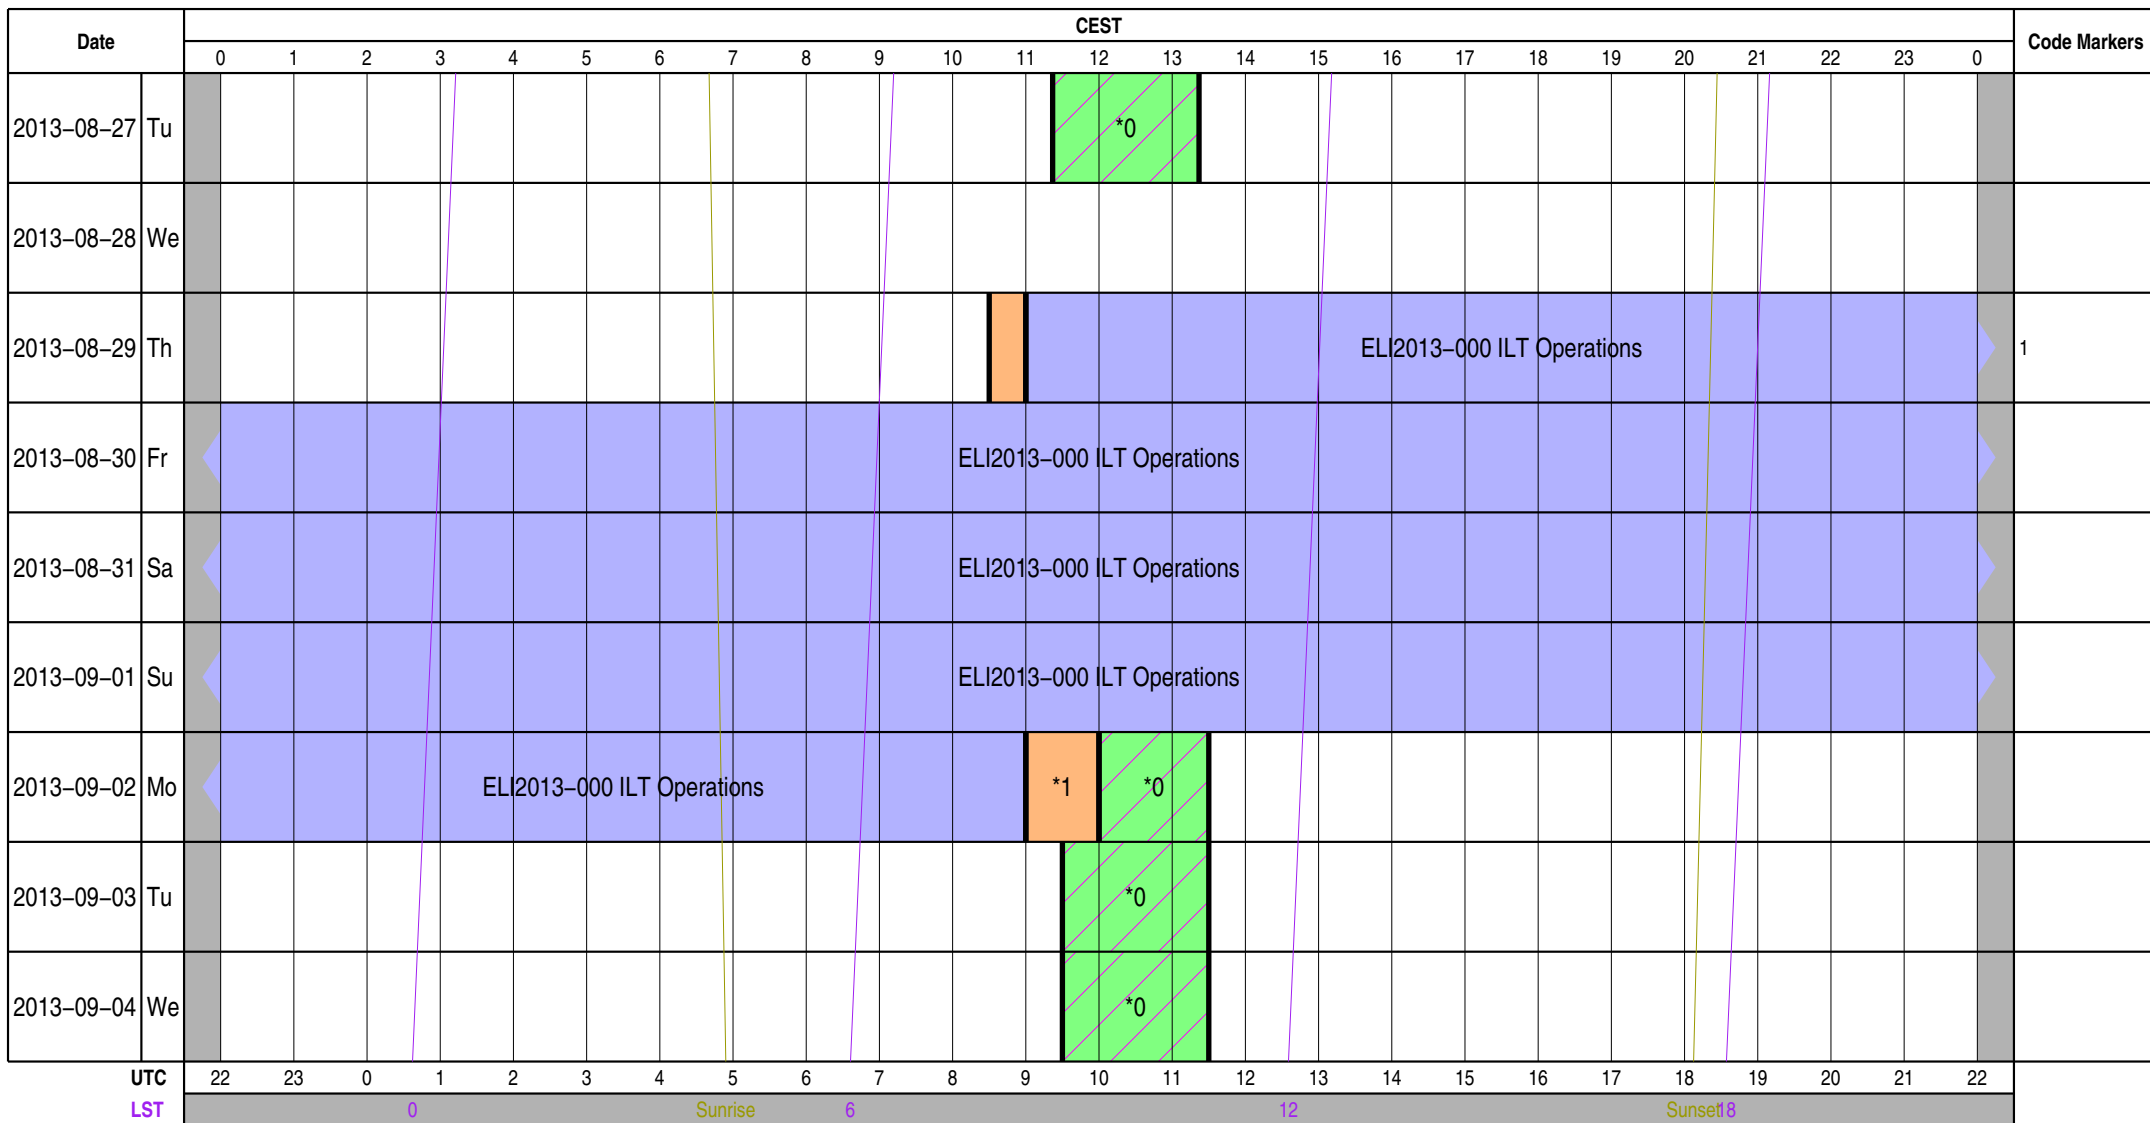 Date CEST Code Markers
0 1 2 3 4 5 6 7 8 9 10 11 12 13 14 15 16 17 18 19 20 21 22 23 0
2013−08−27 Tu *0
2013−08−28 We
2013−08−29 Th ELI2013−000 ILT Operations 1
2013−08−30 Fr ELI2013−000 ILT Operations
2013−08−31 Sa ELI2013−000 ILT Operations
2013−09−01 Su ELI2013−000 ILT Operations
2013−09−02 Mo ELI2013−000 ILT Operations *1 *0
2013−09−03 Tu *0
2013−09−04 We *0
UTC 22 23 0 1 2 3 4 5 6 7 8 9 10 11 12 13 14 15 16 17 18 19 20 21 22
LST 0 Sunrise 6 12 Sunset 18